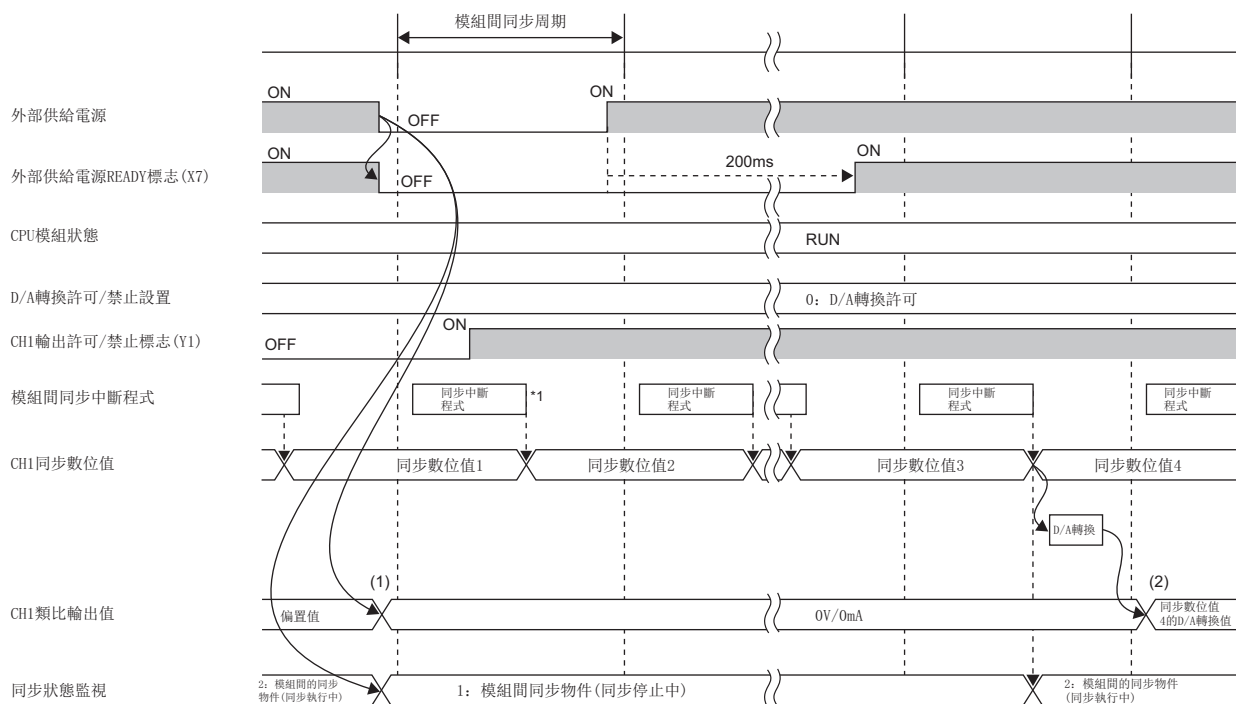 模組間同步周期
外部供給電源
ON
OFF
ON
外部供給電源READY標志(X7)
ON
OFF
200ms
ON
CPU模組狀態
RUN
D/A轉換許可/禁止設置
0: D/A轉換許可
CH1輸出許可/禁止標志(Y1)
OFF
ON
模組間同步中斷程式
同步中斷
程式
*1
同步中斷
程式
同步中斷
程式
同步中斷
程式
CH1同步數位值
同步數位值1
同步數位值2
同步數位值3
同步數位值4
D/A轉換
(1)
(2)
CH1類比輸出值
偏置值
0V/0mA
同步數位值
4的D/A轉換值
同步狀態監視
2: 模組間的同步
物件(同步執行中)
1: 模組間同步物件(同步停止中)
2: 模組間的同步物件
(同步執行中)